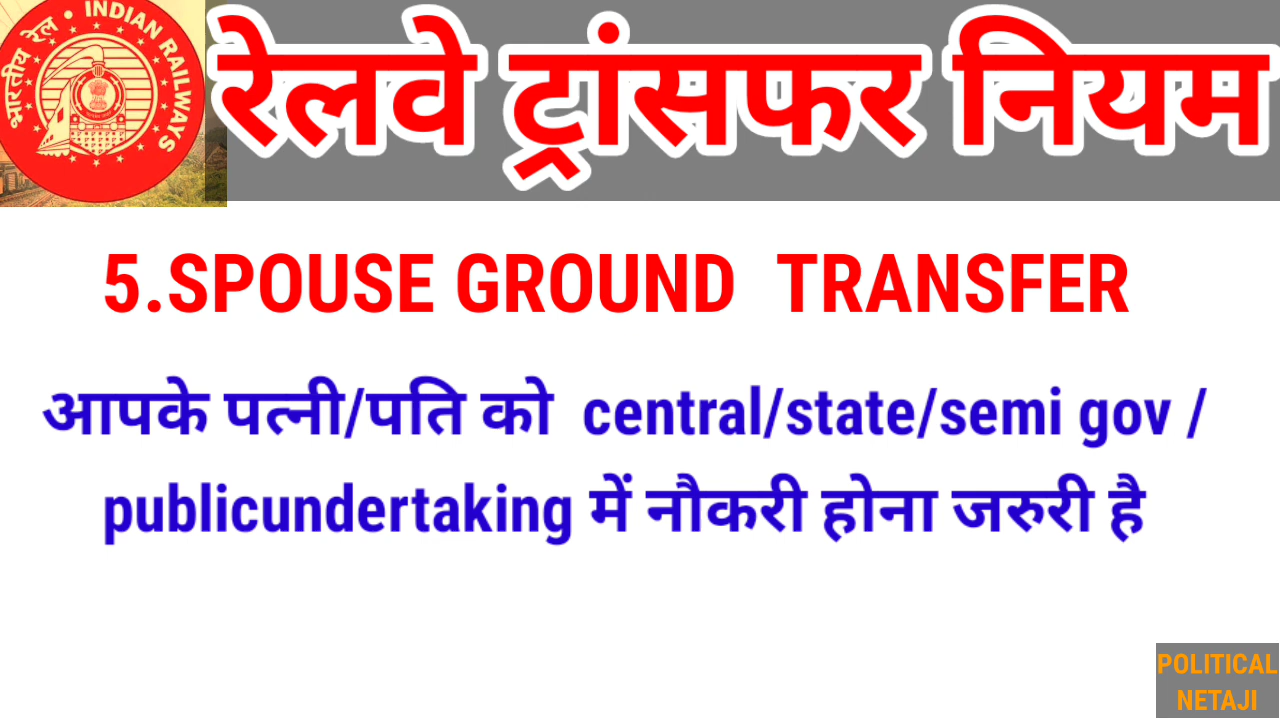 भारतीय रेल • INDIAN RAILWAYS
रेलवे ट्रांसफर नियम
5.SPOUSE GROUND TRANSFER
आपके पत्नी/पति को central/state/semi gov /
publicundertaking में नौकरी होना जरुरी है
POLITICAL
NETAJI